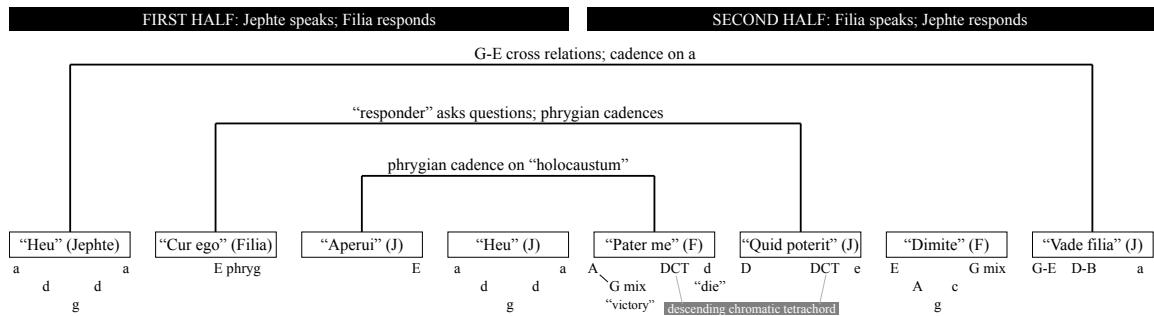 FIRST HALF: Jephte speaks; Filia responds
SECOND HALF: Filia speaks; Jephte responds
G-E cross relations; cadence on a
“responder” asks questions; phrygian cadences
phrygian cadence on “holocaustum”
“Heu” (Jephte) “Cur ego” (Filia) “Aperui” (J) “Heu” (J) “Pater me” (F) “Quid poterit” (J) “Dimite” (F) “Vade filia” (J)
a a E phryg E a a A DCT d D DCT e E G mix G-E D-B a
d d d d G mix “die” A c
g g “victory” descending chromatic tetrachord g